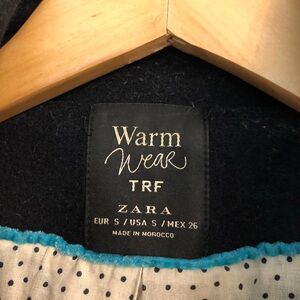 Warm
Wear
TRF
ZARA
EUR S / USA S / MEX 26
MADE IN MOROCCO